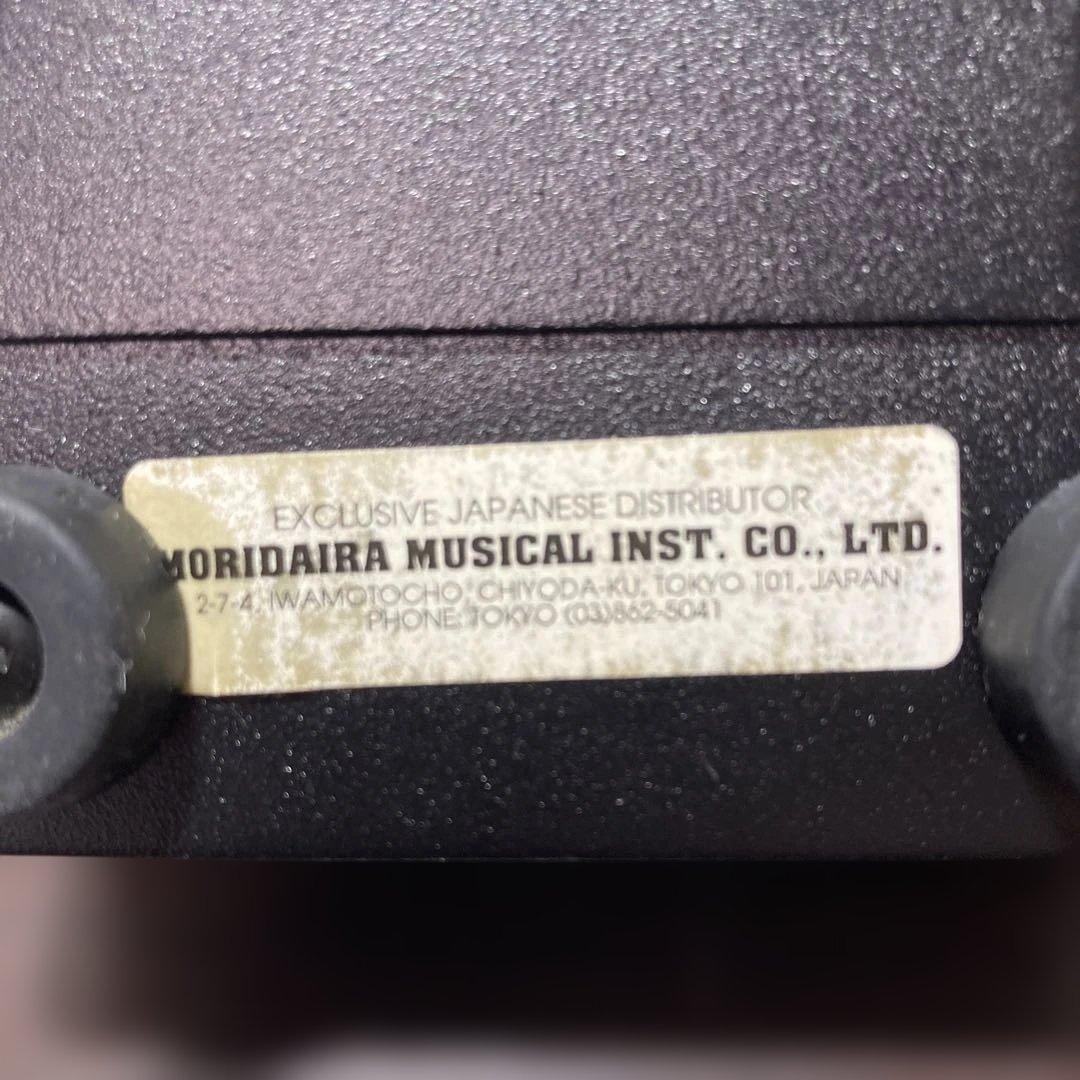 EXCLUSIVE JAPANESE DISTRIBUTOR
MORIDAIRA MUSICAL INST. CO., LTD.
2-7-4, IWAMOTOCHO, CHIYODA-KU, TOKYO 101, JAPAN
PHONE: TOKYO (03)862-5041